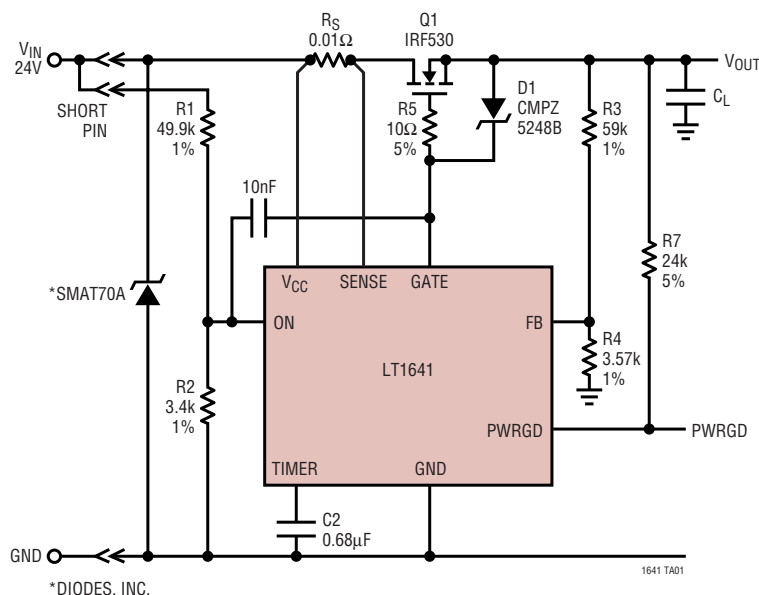 V_IN
24V
SHORT
PIN
R1
49.9k
1%
R_S
0.01Ω
Q1
IRF530
R5
10Ω
5%
D1
CMPZ
5248B
R3
59k
1%
V_OUT
C_L
10nF
R7
24k
5%
*SMAT70A
V_CC
SENSE
GATE
ON
FB
LT1641
R4
3.57k
1%
R2
3.4k
1%
PWRGD
PWRGD
TIMER
GND
C2
0.68µF
GND
1641 TA01
*DIODES, INC.